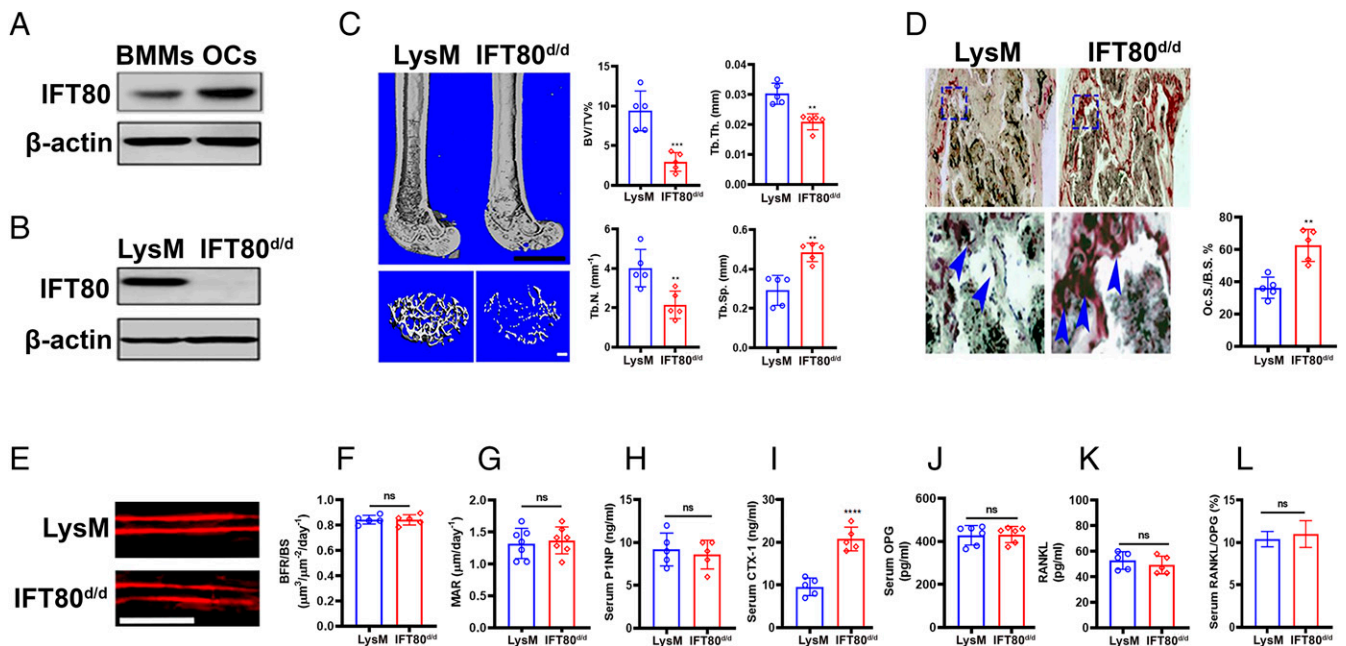 A
BMMs OCs
IFT80
β-actin
B
LysM IFT80d/d
IFT80
β-actin
C
LysM IFT80d/d
BV/TV%
15
10
5
0
***
LysM IFT80d/d
Tb.Th. (mm)
0.04
0.03
0.02
0.01
0.00
**
LysM IFT80d/d
Tb.N. (mm-1)
6
4
2
0
**
LysM IFT80d/d
Tb.Sp. (mm)
0.6
0.4
0.2
0.0
**
LysM IFT80d/d
D
LysM IFT80d/d
Oc.S./B.S. %
80
60
40
20
0
**
LysM IFT80d/d
E
LysM
IFT80d/d
F
BFR/BS
(μm3/μm-2/day-1)
1.0
0.8
0.6
0.4
0.2
0.0
ns
LysM IFT80d/d
G
MAR (μm/day-1)
2.0
1.5
1.0
0.5
0.0
ns
LysM IFT80d/d
H
Serum P1NP (ng/ml)
15
10
5
0
ns
LysM IFT80d/d
I
Serum CTX-1 (ng/ml)
30
20
10
0
****
LysM IFT80d/d
J
Serum OPG
(pg/ml)
600
400
200
0
ns
LysM IFT80d/d
K
RANKL
(pg/ml)
100
80
60
40
20
0
ns
LysM IFT80d/d
L
Serum RANKL/OPG (%)
15
10
5
0
ns
LysM IFT80d/d